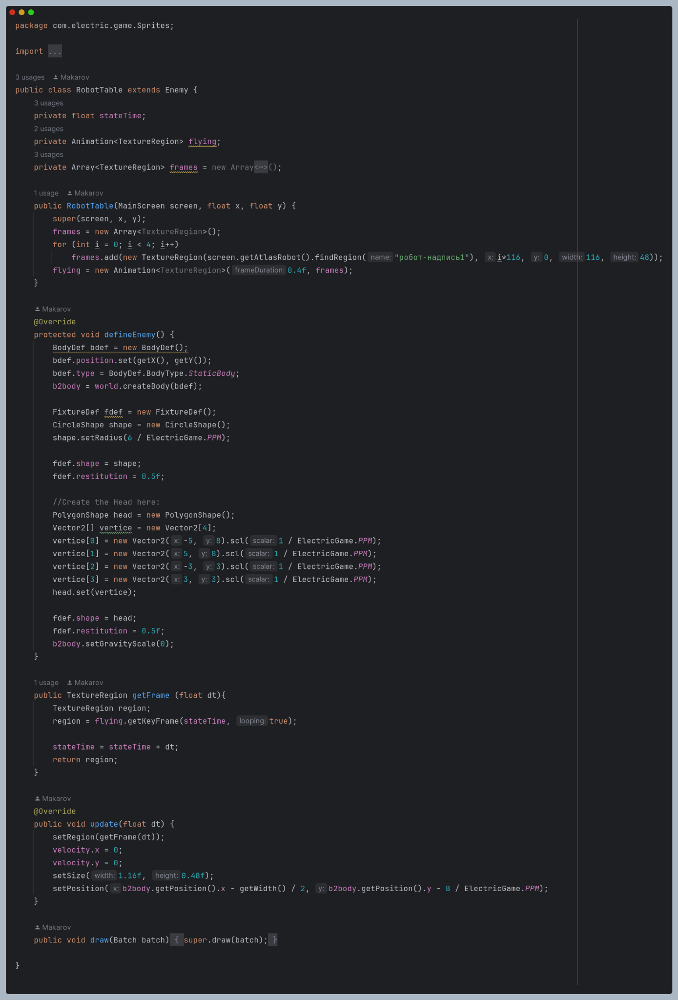 package com.electric.game.Sprites;
import ...
3 usages Makarov
public class RobotTable extends Enemy {
3 usages
private float stateTime;
2 usages
private Animation<TextureRegion> flying;
3 usages
private Array<TextureRegion> frames = new Array<~>();
1 usage Makarov
public RobotTable(MainScreen screen, float x, float y) {
super(screen, x, y);
frames = new Array<TextureRegion>();
for (int i = 0; i < 4; i++)
frames.add(new TextureRegion(screen.getAtlasRobot().findRegion( name: "робот-надпись1"), x: i*116, y: 0, width: 116, height: 48));
flying = new Animation<TextureRegion>( frameDuration: 0.4f, frames);
}
Makarov
@Override
protected void defineEnemy() {
BodyDef bdef = new BodyDef();
bdef.position.set(getX(), getY());
bdef.type = BodyDef.BodyType.StaticBody;
b2body = world.createBody(bdef);
FixtureDef fdef = new FixtureDef();
CircleShape shape = new CircleShape();
shape.setRadius(6 / ElectricGame.PPM);
fdef.shape = shape;
fdef.restitution = 0.5f;
//Create the Head here:
PolygonShape head = new PolygonShape();
Vector2[] vertice = new Vector2[4];
vertice[0] = new Vector2( x: -5, y: 8).scl( scalar: 1 / ElectricGame.PPM);
vertice[1] = new Vector2( x: 5, y: 8).scl( scalar: 1 / ElectricGame.PPM);
vertice[2] = new Vector2( x: -3, y: 3).scl( scalar: 1 / ElectricGame.PPM);
vertice[3] = new Vector2( x: 3, y: 3).scl( scalar: 1 / ElectricGame.PPM);
head.set(vertice);
fdef.shape = head;
fdef.restitution = 0.5f;
b2body.setGravityScale(0);
}
1 usage Makarov
public TextureRegion getFrame (float dt){
TextureRegion region;
region = flying.getKeyFrame(stateTime, looping: true);
stateTime = stateTime + dt;
return region;
}
Makarov
@Override
public void update(float dt) {
setRegion(getFrame(dt));
velocity.x = 0;
velocity.y = 0;
setSize( width: 1.16f, height: 0.48f);
setPosition( x: b2body.getPosition().x - getWidth() / 2, y: b2body.getPosition().y - 8 / ElectricGame.PPM);
}
Makarov
public void draw(Batch batch) { super.draw(batch); }
}